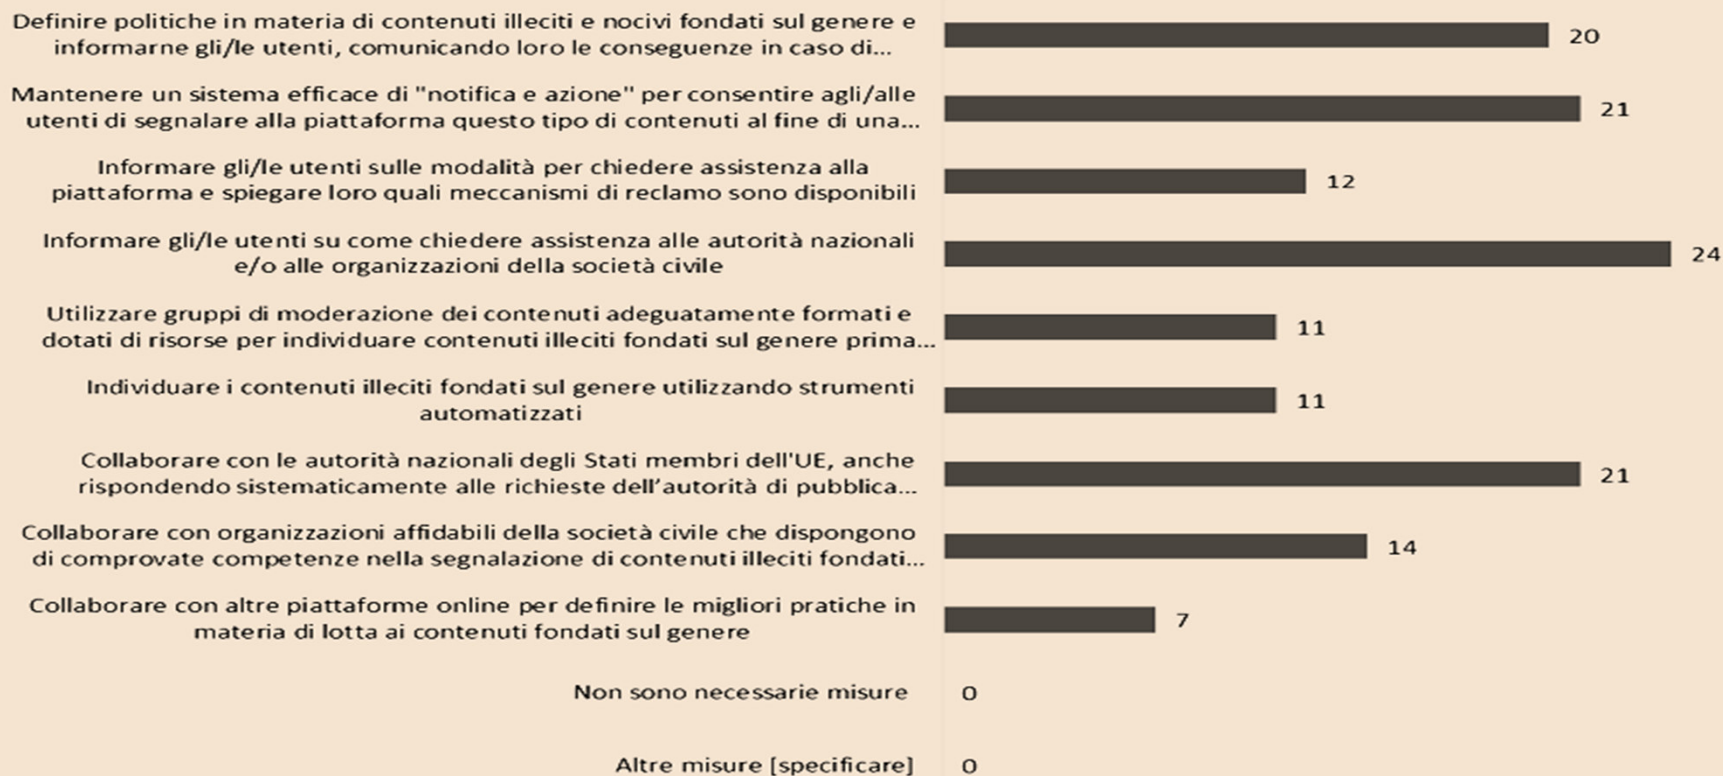 Definire politiche in materia di contenuti illeciti e nocivi fondati sul genere e
informarne gli/le utenti, comunicando loro le conseguenze in caso di...
20
Mantenere un sistema efficace di "notifica e azione" per consentire agli/alle
utenti di segnalare alla piattaforma questo tipo di contenuti al fine di una...
21
Informare gli/le utenti sulle modalità per chiedere assistenza alla
piattaforma e spiegare loro quali meccanismi di reclamo sono disponibili
12
Informare gli/le utenti su come chiedere assistenza alle autorità nazionali
e/o alle organizzazioni della società civile
24
Utilizzare gruppi di moderazione dei contenuti adeguatamente formati e
dotati di risorse per individuare contenuti illeciti fondati sul genere prima...
11
Individuare i contenuti illeciti fondati sul genere utilizzando strumenti
automatizzati
11
Collaborare con le autorità nazionali degli Stati membri dell'UE, anche
rispondendo sistematicamente alle richieste dell’autorità di pubblica...
21
Collaborare con organizzazioni affidabili della società civile che dispongono
di comprovate competenze nella segnalazione di contenuti illeciti fondati...
14
Collaborare con altre piattaforme online per definire le migliori pratiche in
materia di lotta ai contenuti fondati sul genere
7
Non sono necessarie misure
0
Altre misure [specificare]
0